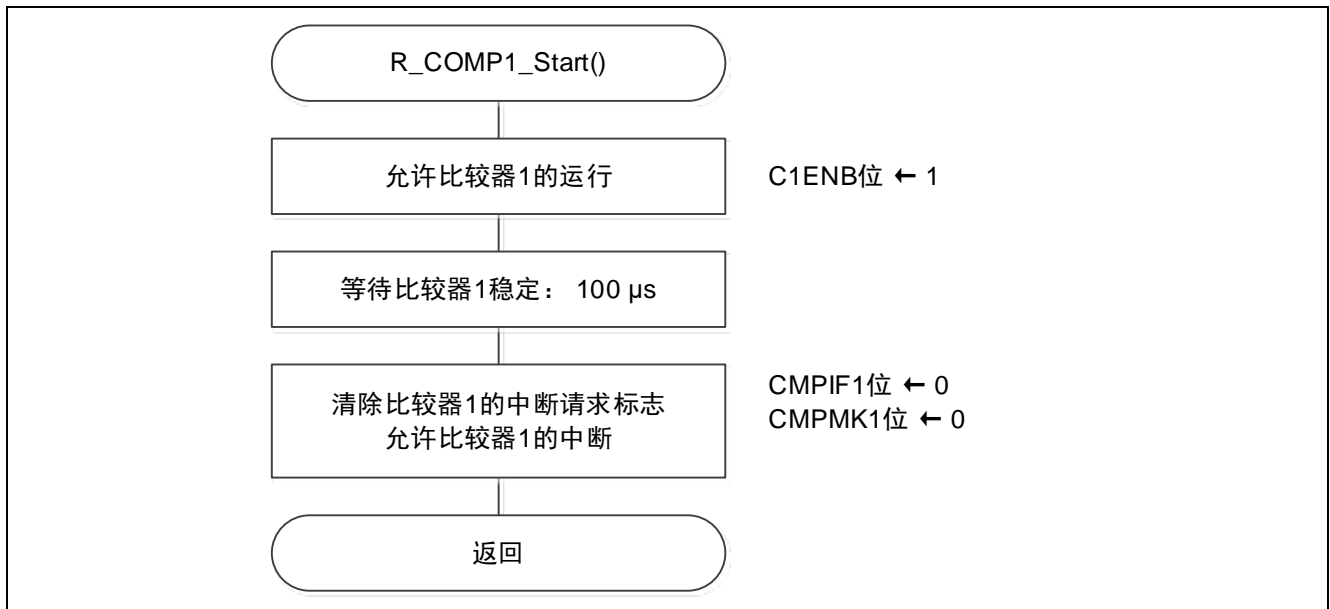 R_COMP1_Start()
允许比较器1的运行
C1ENB位 ← 1
等待比较器1稳定： 100 µs
清除比较器1的中断请求标志
允许比较器1的中断
CMPIF1位 ← 0
CMPMK1位 ← 0
返回